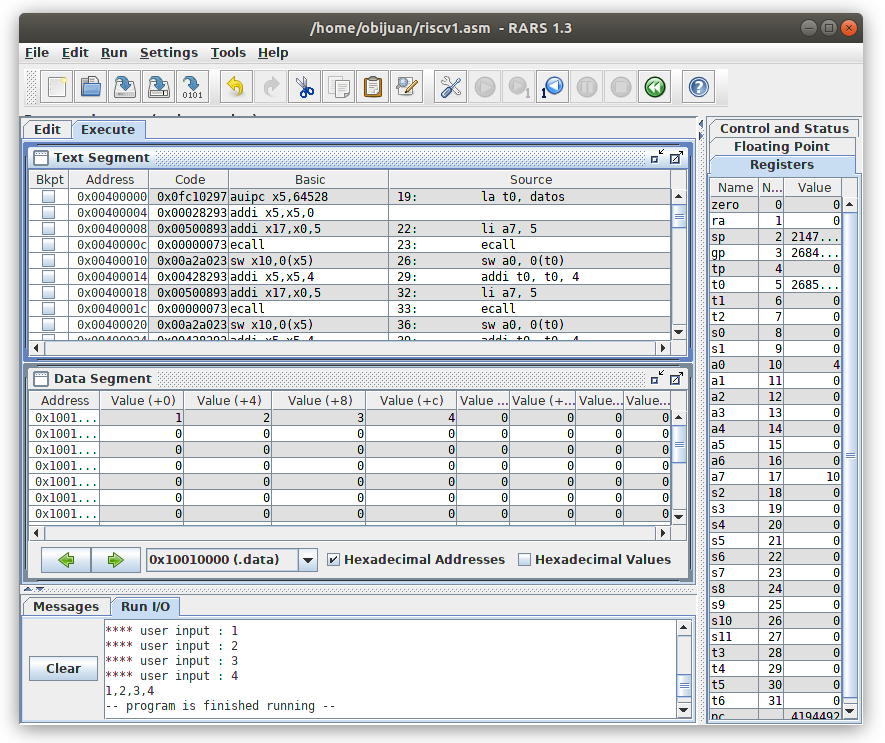 /home/obijuan/riscv1.asm - RARS 1.3
File Edit Run Settings Tools Help
0101
1
1
Edit Execute
Text Segment
Bkpt Address Code Basic Source
0x00400000 0x0fc10297 auipc x5,64528 19: la t0, datos
0x00400004 0x00028293 addi x5,x5,0
0x00400008 0x00500893 addi x17,x0,5 22: li a7, 5
0x0040000c 0x00000073 ecall 23: ecall
0x00400010 0x00a2a023 sw x10,0(x5) 26: sw a0, 0(t0)
0x00400014 0x00428293 addi x5,x5,4 29: addi t0, t0, 4
0x00400018 0x00500893 addi x17,x0,5 32: li a7, 5
0x0040001c 0x00000073 ecall 33: ecall
0x00400020 0x00a2a023 sw x10,0(x5) 36: sw a0, 0(t0)
0x00400024 0x00428293 addi x5,x5,4 39: addi t0, t0, 4
Data Segment
Address Value (+0) Value (+4) Value (+8) Value (+c) Value ... Value (+... Value... Value...
0x1001... 1 2 3 4 0 0 0 0
0x1001... 0 0 0 0 0 0 0 0
0x1001... 0 0 0 0 0 0 0 0
0x1001... 0 0 0 0 0 0 0 0
0x1001... 0 0 0 0 0 0 0 0
0x1001... 0 0 0 0 0 0 0 0
0x1001... 0 0 0 0 0 0 0 0
0x10010000 (.data) Hexadecimal Addresses Hexadecimal Values
Messages Run I/O
Clear
**** user input : 1
**** user input : 2
**** user input : 3
**** user input : 4
1,2,3,4
-- program is finished running --
Control and Status
Floating Point
Registers
Name N... Value
zero 0 0
ra 1 0
sp 2 2147...
gp 3 2684...
tp 4 0
t0 5 2685...
t1 6 0
t2 7 0
s0 8 0
s1 9 0
a0 10 4
a1 11 0
a2 12 0
a3 13 0
a4 14 0
a5 15 0
a6 16 0
a7 17 10
s2 18 0
s3 19 0
s4 20 0
s5 21 0
s6 22 0
s7 23 0
s8 24 0
s9 25 0
s10 26 0
s11 27 0
t3 28 0
t4 29 0
t5 30 0
t6 31 0
pc 4194492